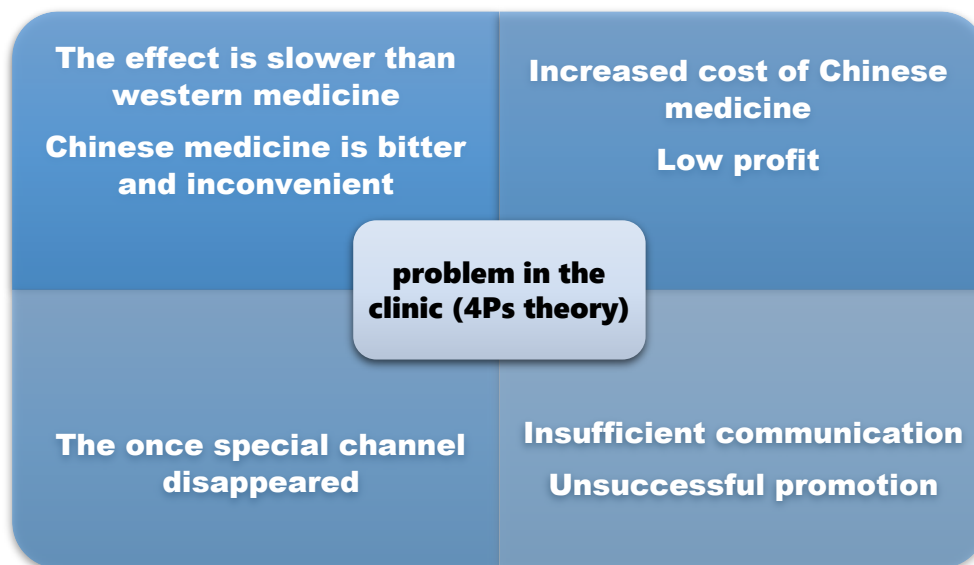 The effect is slower than
western medicine
Chinese medicine is bitter
and inconvenient
Increased cost of Chinese
medicine
Low profit
problem in the
clinic (4Ps theory)
The once special channel
disappeared
Insufficient communication
Unsuccessful promotion